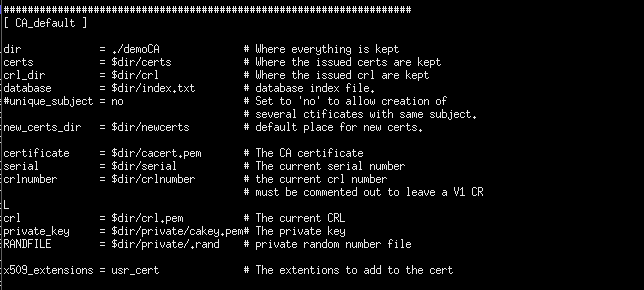 ####################################################################
[ CA_default ]
dir             = ./demoCA              # Where everything is kept
certs           = $dir/certs            # Where the issued certs are kept
crl_dir         = $dir/crl              # Where the issued crl are kept
database        = $dir/index.txt        # database index file.
#unique_subject = no                    # Set to 'no' to allow creation of
                                        # several ctificates with same subject.
new_certs_dir   = $dir/newcerts         # default place for new certs.
certificate     = $dir/cacert.pem       # The CA certificate
serial          = $dir/serial           # The current serial number
crlnumber       = $dir/crlnumber        # the current crl number
                                        # must be commented out to leave a V1 CR
L
crl             = $dir/crl.pem          # The current CRL
private_key     = $dir/private/cakey.pem# The private key
RANDFILE        = $dir/private/.rand    # private random number file
x509_extensions = usr_cert              # The extentions to add to the cert